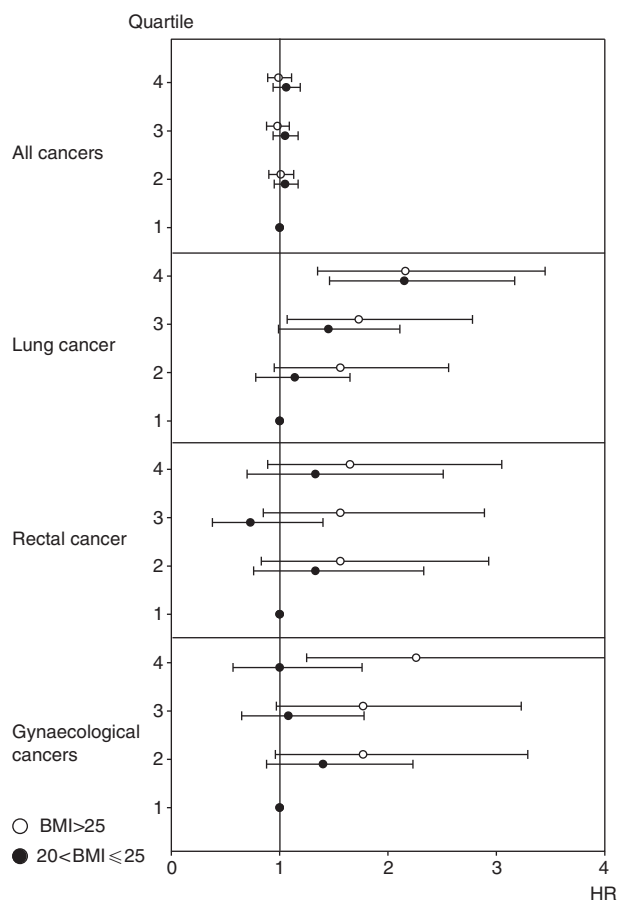 Quartile
All cancers
4
3
2
1
Lung cancer
4
3
2
1
Rectal cancer
4
3
2
1
Gynaecological
cancers
4
3
2
1
○ BMI>25
● 20<BMI≤25
0 1 2 3 4
HR